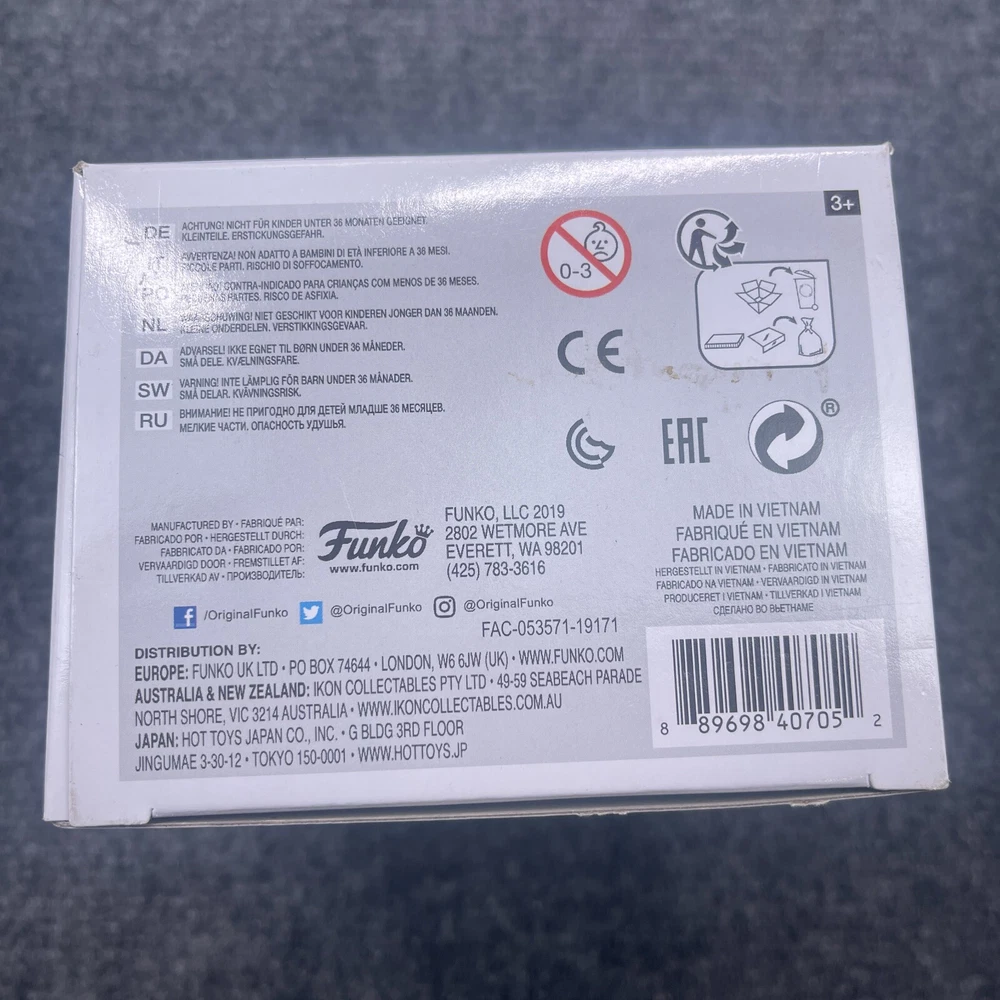 3+
DE ACHTUNG! NICHT FÜR KINDER UNTER 36 MONATEN GEEIGNET.
KLEINTEILE. ERSTICKUNGSGEFAHR.
AVVERTENZA! NON ADATTO A BAMBINI DI ETÀ INFERIORE A 36 MESI.
PICCOLE PARTI. RISCHIO DI SOFFOCAMENTO.
PO CONTRA-INDICADO PARA CRIANÇAS COM MENOS DE 36 MESES.
PARTES. RISCO DE ASFIXIA.
NL WAARSCHUWING! NIET GESCHIKT VOOR KINDEREN JONGER DAN 36 MAANDEN.
KLEINE ONDERDELEN. VERSTIKKINGSGEVAAR.
DA ADVARSEL! IKKE EGNET TIL BØRN UNDER 36 MÅNEDER.
SMÅ DELE. KVÆLNINGSFARE.
SW VARNING! INTE LÄMPLIG FÖR BARN UNDER 36 MÅNADER.
SMÅ DELAR. KVÄVNINGSRISK.
RU ВНИМАНИЕ! НЕ ПРИГОДНО ДЛЯ ДЕТЕЙ МЛАДШЕ 36 МЕСЯЦЕВ.
МЕЛКИЕ ЧАСТИ. ОПАСНОСТЬ УДУШЬЯ.
0-3
CE
EAC
®
MANUFACTURED BY • FABRIQUÉ PAR:
FABRICADO POR • HERGESTELLT DURCH:
FABBRICATO DA • FABRICADO POR:
VERVAARDIGD DOOR • FREMSTILLET AF:
TILLVERKAD AV • ПРОИЗВОДИТЕЛЬ:
Funko
www.funko.com
FUNKO, LLC 2019
2802 WETMORE AVE
EVERETT, WA 98201
(425) 783-3616
MADE IN VIETNAM
FABRIQUÉ EN VIETNAM
FABRICADO EN VIETNAM
HERGESTELLT IN VIETNAM • FABBRICATO IN VIETNAM
FABRICADO NA VIETNAM • VERVAARDIGD IN VIETNAM
PRODUCERET I VIETNAM • TILLVERKAD I VIETNAM
СДЕЛАНО ВО ВЬЕТНАМЕ
/OriginalFunko @OriginalFunko @OriginalFunko
FAC-053571-19171
DISTRIBUTION BY:
EUROPE: FUNKO UK LTD • PO BOX 74644 • LONDON, W6 6JW (UK) • WWW.FUNKO.COM
AUSTRALIA & NEW ZEALAND: IKON COLLECTABLES PTY LTD • 49-59 SEABEACH PARADE
NORTH SHORE, VIC 3214 AUSTRALIA • WWW.IKONCOLLECTABLES.COM.AU
JAPAN: HOT TOYS JAPAN CO., INC. • G BLDG 3RD FLOOR
JINGUMAE 3-30-12 • TOKYO 150-0001 • WWW.HOTTOYS.JP
8 89698 40705 2